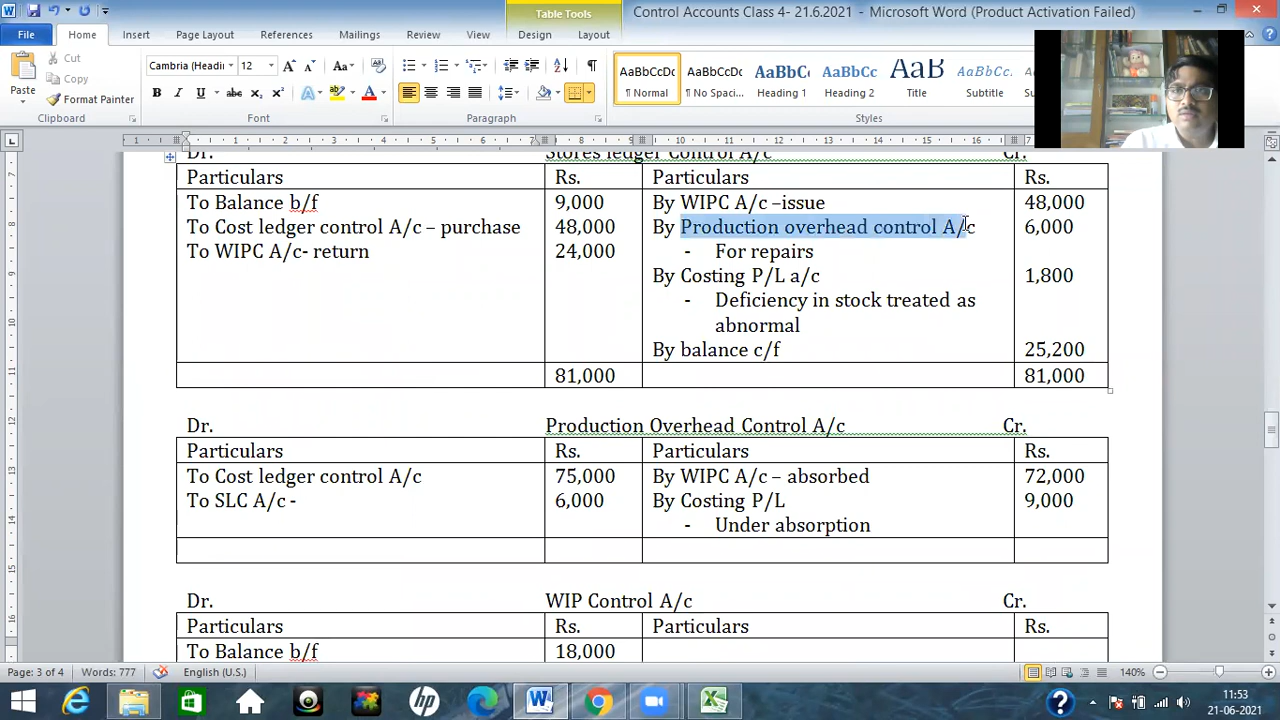 Table Tools
Control Accounts Class 4- 21.6.2021 - Microsoft Word (Product Activation Failed)
File Home Insert Page Layout References Mailings Review View Design Layout
Paste
Cut
Copy
Format Painter
Clipboard
Cambria (Headi 12
Font
Paragraph
AaBbCcDc AaBbCcDc AaBbC AaBbCc AaB AaBbCc.
¶ Normal ¶ No Spaci... Heading 1 Heading 2 Title Subtitle
Styles
Dr. Stores ledger Control A/c Cr.
Particulars Rs. Particulars Rs.
To Balance b/f 9,000 By WIPC A/c –issue 48,000
To Cost ledger control A/c – purchase 48,000 By Production overhead control A/c 6,000
To WIPC A/c- return 24,000 - For repairs
By Costing P/L a/c 1,800
- Deficiency in stock treated as
abnormal
By balance c/f 25,200
81,000 81,000
Dr. Production Overhead Control A/c Cr.
Particulars Rs. Particulars Rs.
To Cost ledger control A/c 75,000 By WIPC A/c – absorbed 72,000
To SLC A/c - 6,000 By Costing P/L 9,000
- Under absorption
Dr. WIP Control A/c Cr.
Particulars Rs. Particulars Rs.
To Balance b/f 18,000
Page: 3 of 4 Words: 777 English (U.S.) 140%
11:53
21-06-2021